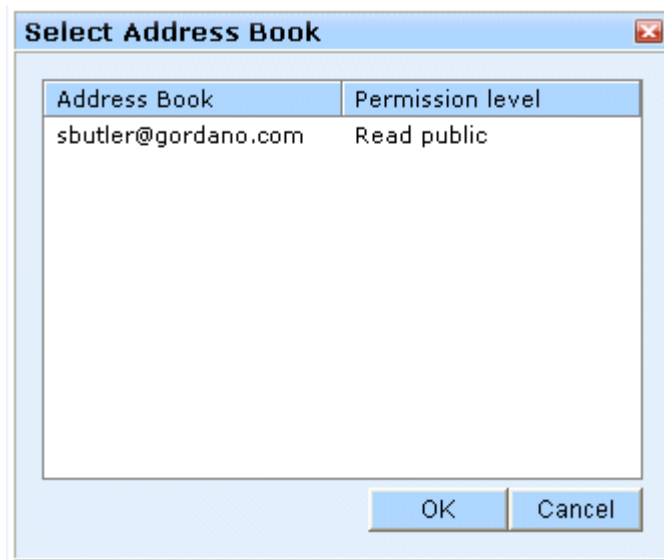 Select Address Book
Address Book Permission level
sbutler@gordano.com Read public
OK Cancel